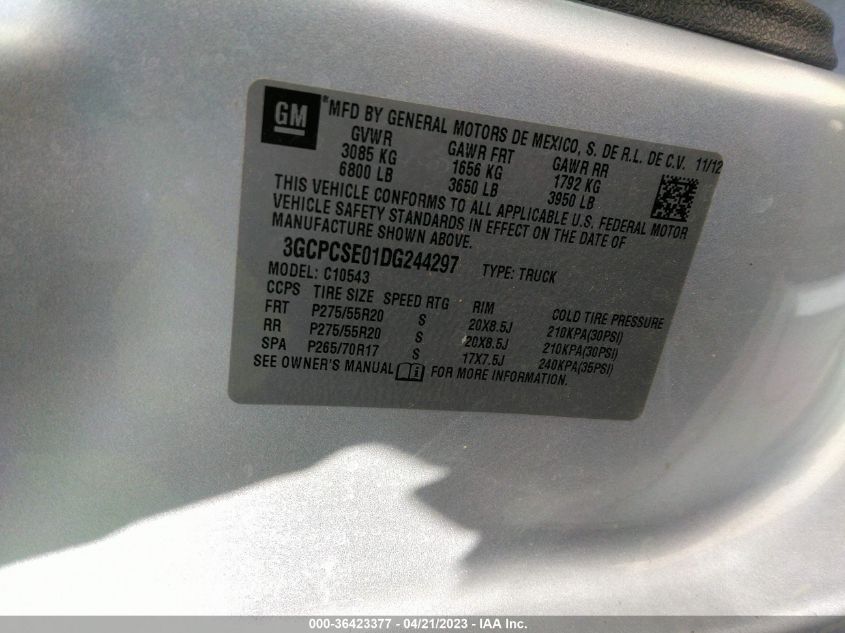 GM ®MFD BY GENERAL MOTORS DE MEXICO, S. DE R.L. DE C.V. 11/12
GVWR GAWR FRT GAWR RR
3085 KG 1656 KG 1792 KG
6800 LB 3650 LB 3950 LB
THIS VEHICLE CONFORMS TO ALL APPLICABLE U.S. FEDERAL MOTOR
VEHICLE SAFETY STANDARDS IN EFFECT ON THE DATE OF
MANUFACTURE SHOWN ABOVE.
3GCPCSE01DG244297 TYPE: TRUCK
MODEL: C10543
CCPS TIRE SIZE SPEED RTG RIM COLD TIRE PRESSURE
FRT P275/55R20 S 20X8.5J 210KPA(30PSI)
RR P275/55R20 S 20X8.5J 210KPA(30PSI)
SPA P265/70R17 S 17X7.5J 240KPA(35PSI)
SEE OWNER'S MANUAL FOR MORE INFORMATION.
000-36423377 - 04/21/2023 - IAA Inc.